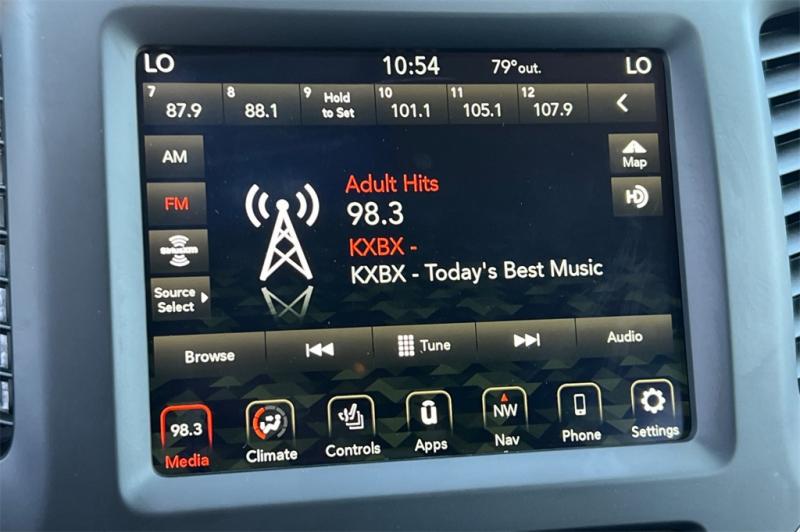 LO 10:54 79°out. LO
7 87.9 8 88.1 9 Hold to Set 10 101.1 11 105.1 12 107.9
AM
Map
FM
HD
Adult Hits
98.3
KXBX -
KXBX - Today's Best Music
SiriusXM
Source
Select
Browse Tune Audio
98.3 NW
Media Climate Controls Apps Nav Phone Settings